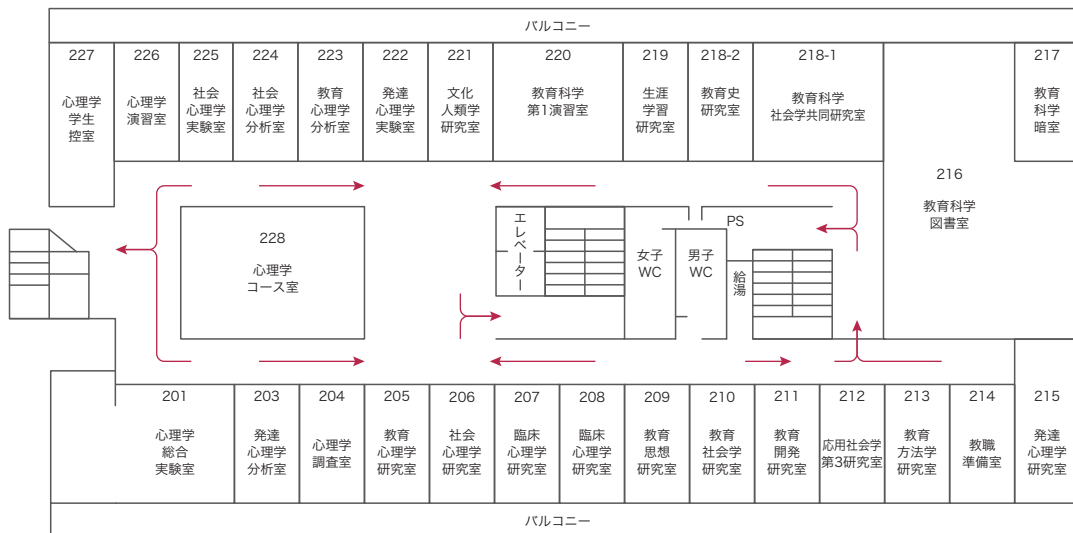 バルコニー
227
心理学
学生
控室
226
心理学
演習室
225
社会
心理学
実験室
224
社会
心理学
分析室
223
教育
心理学
分析室
222
発達
心理学
実験室
221
文化
人類学
研究室
220
教育科学
第1演習室
219
生涯
学習
研究室
218-2
教育史
研究室
218-1
教育科学
社会学共同研究室
217
教育
科学
暗室
216
教育科学
図書室
228
心理学
コース室
エレベーター
女子
WC
男子
WC
PS
給湯
201
心理学
総合
実験室
203
発達
心理学
分析室
204
心理学
調査室
205
教育
心理学
研究室
206
社会
心理学
研究室
207
臨床
心理学
研究室
208
臨床
心理学
研究室
209
教育
思想
研究室
210
教育
社会学
研究室
211
教育
開発
研究室
212
応用社会学
第3研究室
213
教育
方法学
研究室
214
教職
準備室
215
発達
心理学
研究室
バルコニー